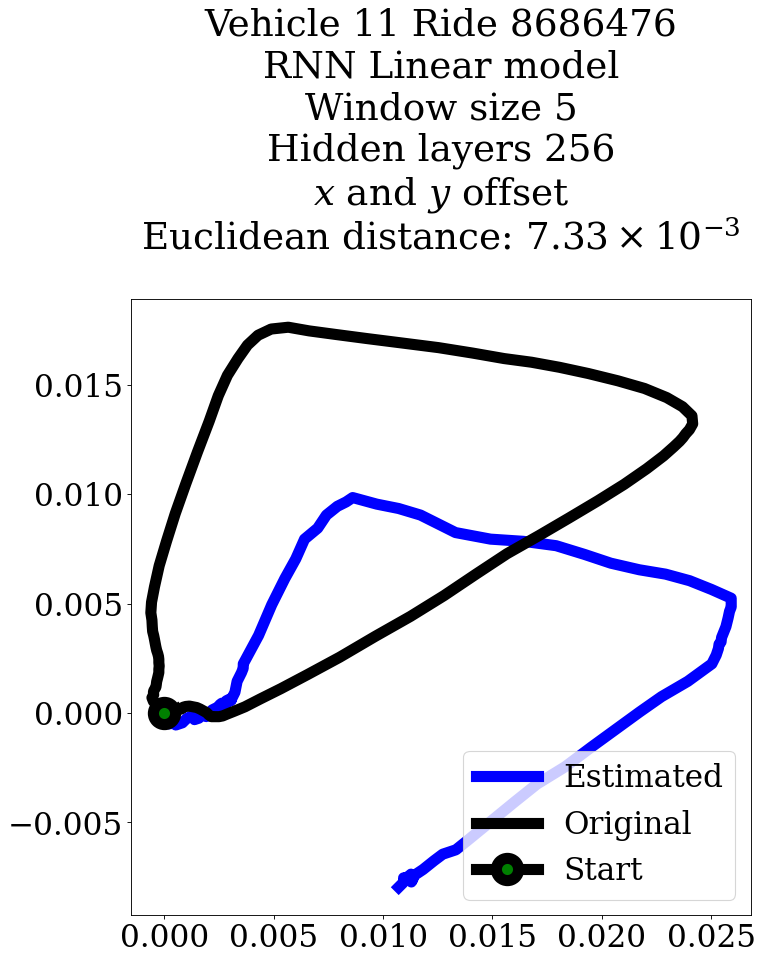 Vehicle 11 Ride 8686476
RNN Linear model
Window size 5
Hidden layers 256
x and y offset
Euclidean distance: 7.33 × 10⁻³
0.015
0.010
0.005
0.000
−0.005
Estimated
Original
Start
0.000 0.005 0.010 0.015 0.020 0.025